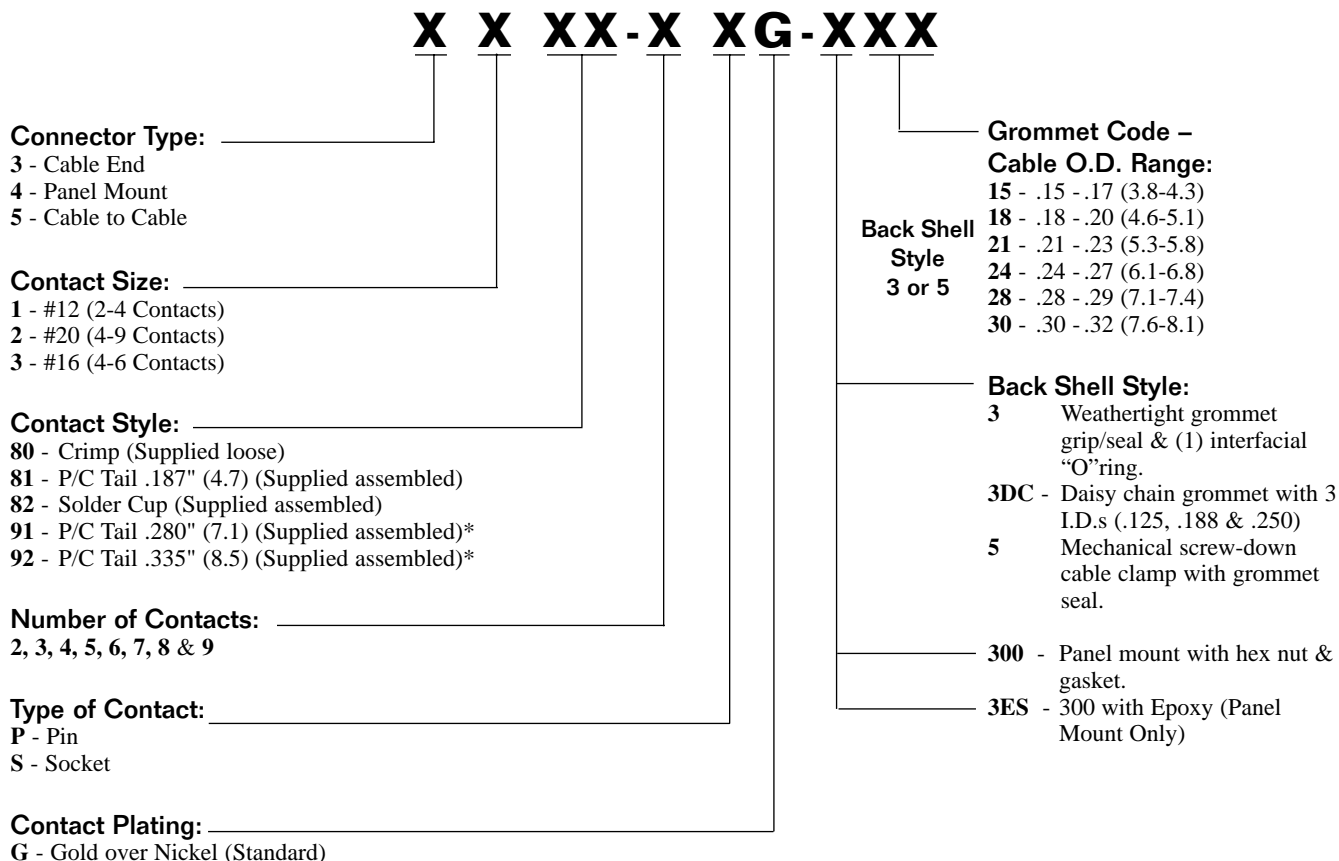 X X XX-X XG-XXX
Connector Type:
3 - Cable End
4 - Panel Mount
5 - Cable to Cable
Contact Size:
1 - #12 (2-4 Contacts)
2 - #20 (4-9 Contacts)
3 - #16 (4-6 Contacts)
Contact Style:
80 - Crimp (Supplied loose)
81 - P/C Tail .187" (4.7) (Supplied assembled)
82 - Solder Cup (Supplied assembled)
91 - P/C Tail .280" (7.1) (Supplied assembled)*
92 - P/C Tail .335" (8.5) (Supplied assembled)*
Number of Contacts:
2, 3, 4, 5, 6, 7, 8 & 9
Type of Contact:
P - Pin
S - Socket
Contact Plating:
G - Gold over Nickel (Standard)
Back Shell
Style
3 or 5
Grommet Code –
Cable O.D. Range:
15 - .15 - .17 (3.8-4.3)
18 - .18 - .20 (4.6-5.1)
21 - .21 - .23 (5.3-5.8)
24 - .24 - .27 (6.1-6.8)
28 - .28 - .29 (7.1-7.4)
30 - .30 - .32 (7.6-8.1)
Back Shell Style:
3 Weathertight grommet
grip/seal & (1) interfacial
“O”ring.
3DC - Daisy chain grommet with 3
I.D.s (.125, .188 & .250)
5 Mechanical screw-down
cable clamp with grommet
seal.
300 - Panel mount with hex nut &
gasket.
3ES - 300 with Epoxy (Panel
Mount Only)